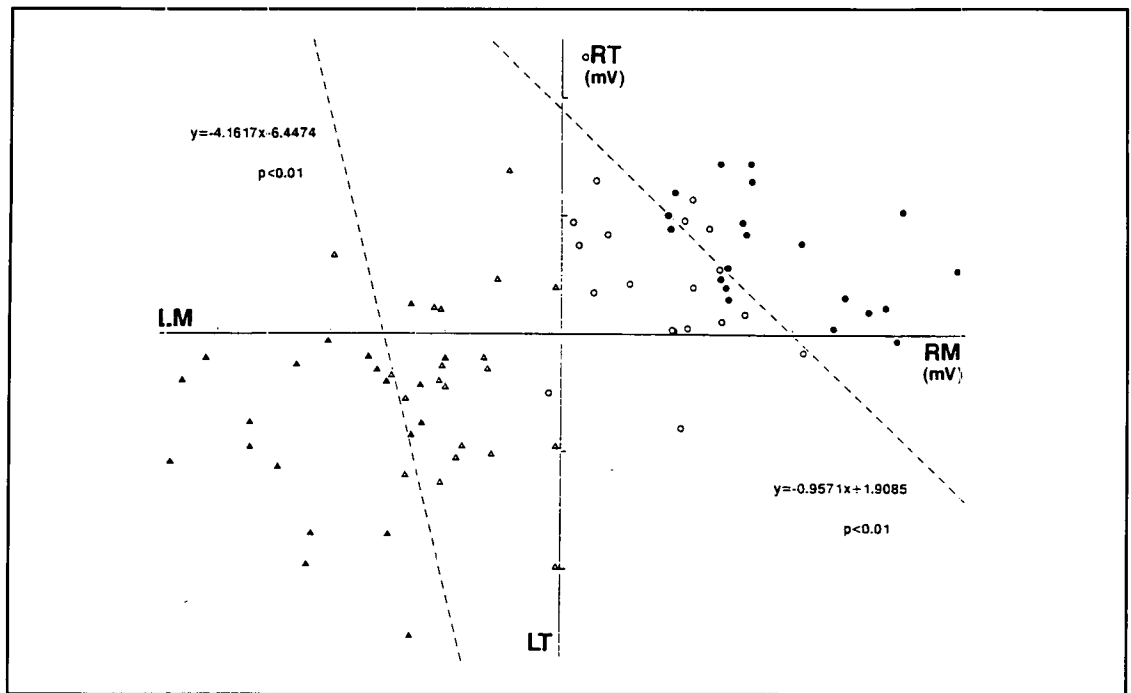 RT
(mV)
y=-4.1617x-6.4474
p<0.01
LM
RM
(mV)
y=-0.9571x+1.9085
p<0.01
LT